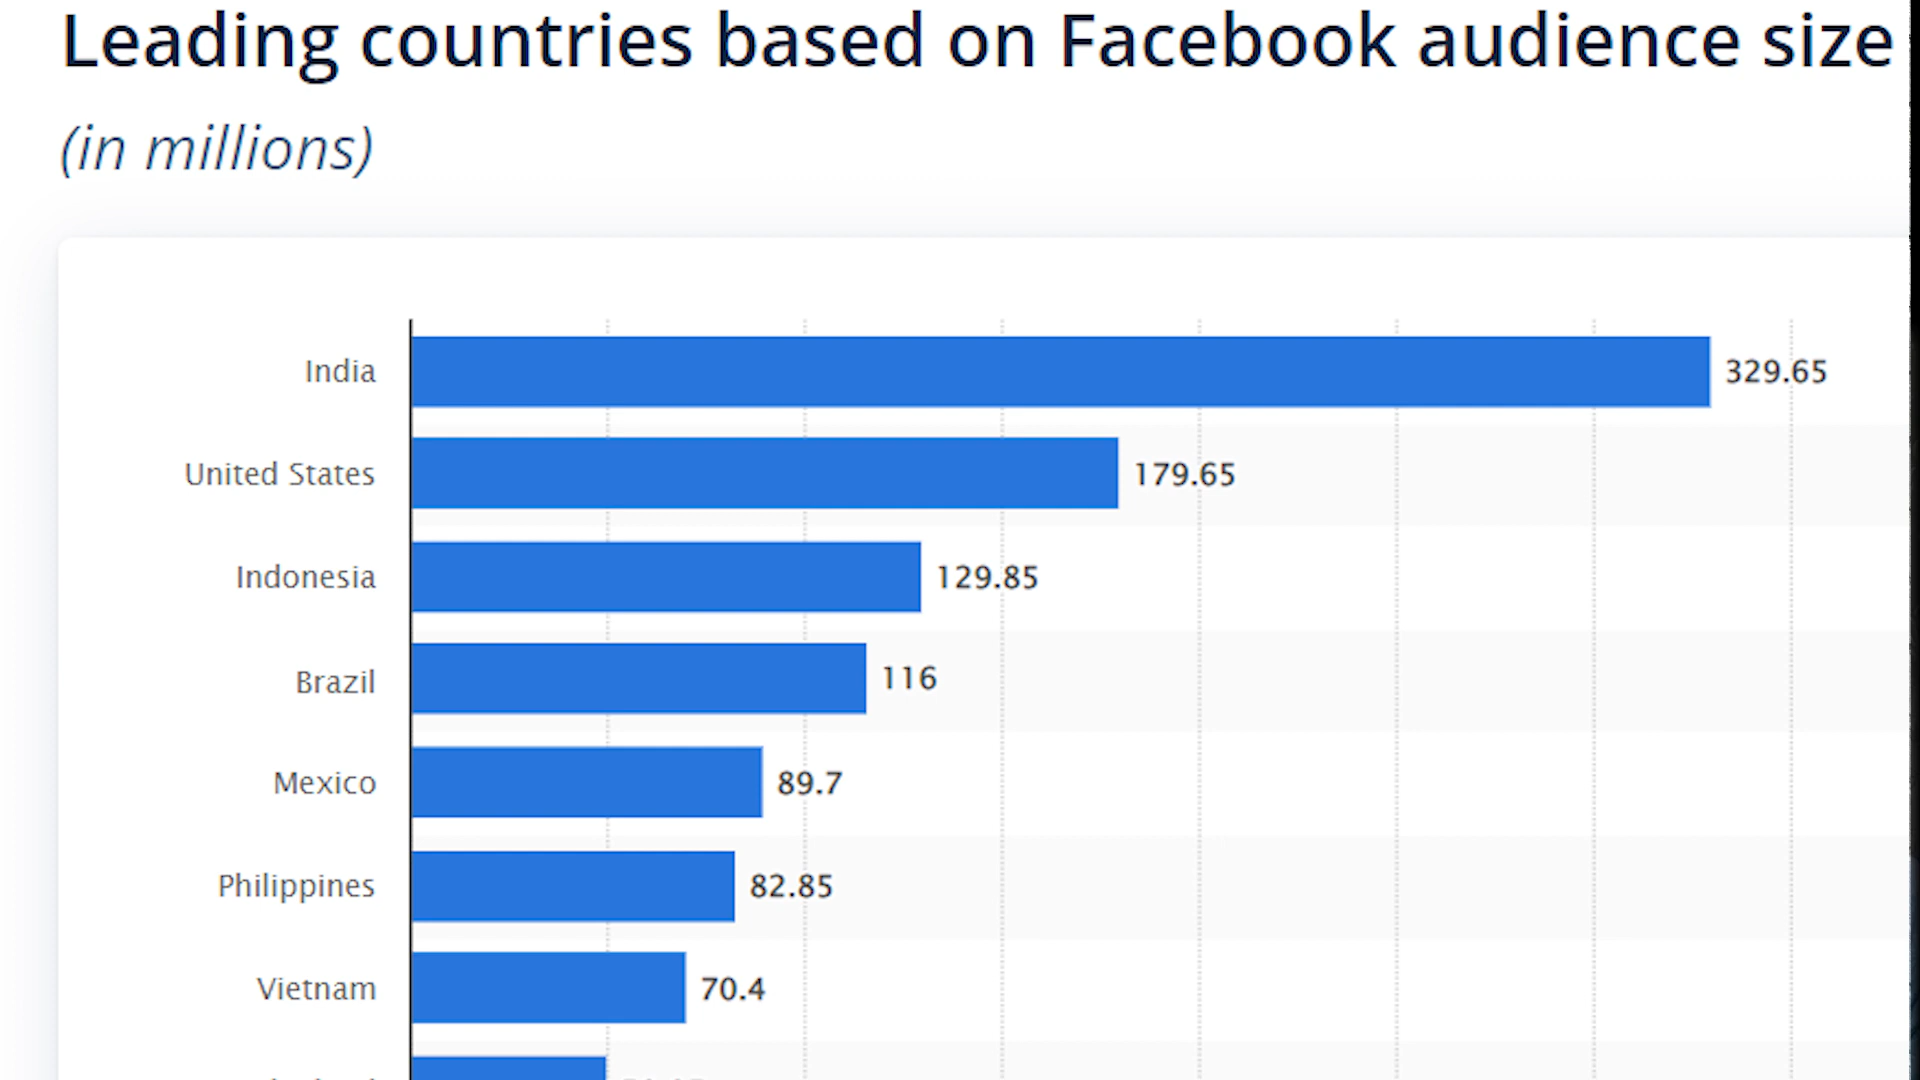 Leading countries based on Facebook audience size
(in millions)
India 329.65
United States 179.65
Indonesia 129.85
Brazil 116
Mexico 89.7
Philippines 82.85
Vietnam 70.4